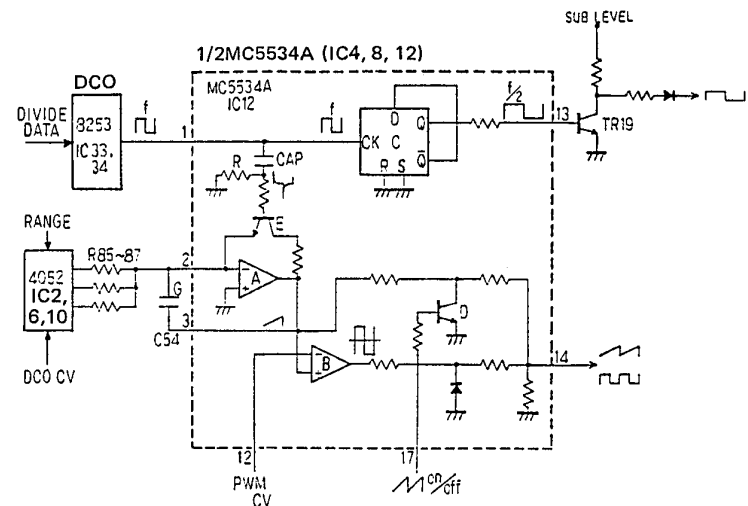 SUB LEVEL
1/2MC5534A (IC4, 8, 12)
DCO
MC5534A
IC12
f
f
f/2
13
DIVIDE
DATA
8253
IC33,
34
1
D
CK C Q
Q̅
R S
TR19
R
CAP
E
RANGE
R85~87
2
4052
IC2,
6,10
A
G
3
C54
D
B
14
DCO CV
12
17
PWM
CV
on/off